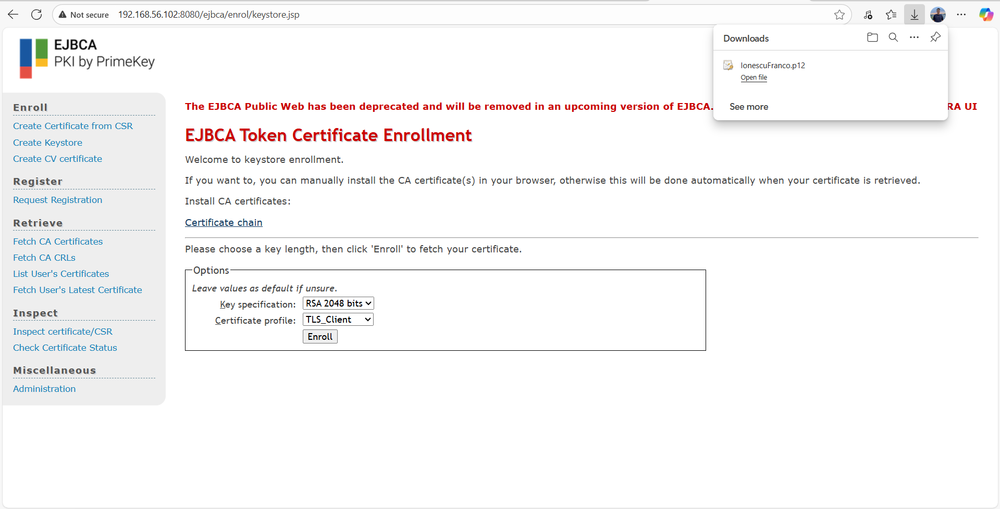 Not secure 192.168.56.102:8080/ejbca/enrol/keystore.jsp
Downloads
IonescuFranco.p12
Open file
See more
EJBCA
PKI by PrimeKey
Enroll
Create Certificate from CSR
Create Keystore
Create CV certificate
Register
Request Registration
Retrieve
Fetch CA Certificates
Fetch CA CRLs
List User's Certificates
Fetch User's Latest Certificate
Inspect
Inspect certificate/CSR
Check Certificate Status
Miscellaneous
Administration
The EJBCA Public Web has been deprecated and will be removed in an upcoming version of EJBCA. RA UI
EJBCA Token Certificate Enrollment
Welcome to keystore enrollment.
If you want to, you can manually install the CA certificate(s) in your browser, otherwise this will be done automatically when your certificate is retrieved.
Install CA certificates:
Certificate chain
Please choose a key length, then click 'Enroll' to fetch your certificate.
Options
Leave values as default if unsure.
Key specification: RSA 2048 bits
Certificate profile: TLS_Client
Enroll